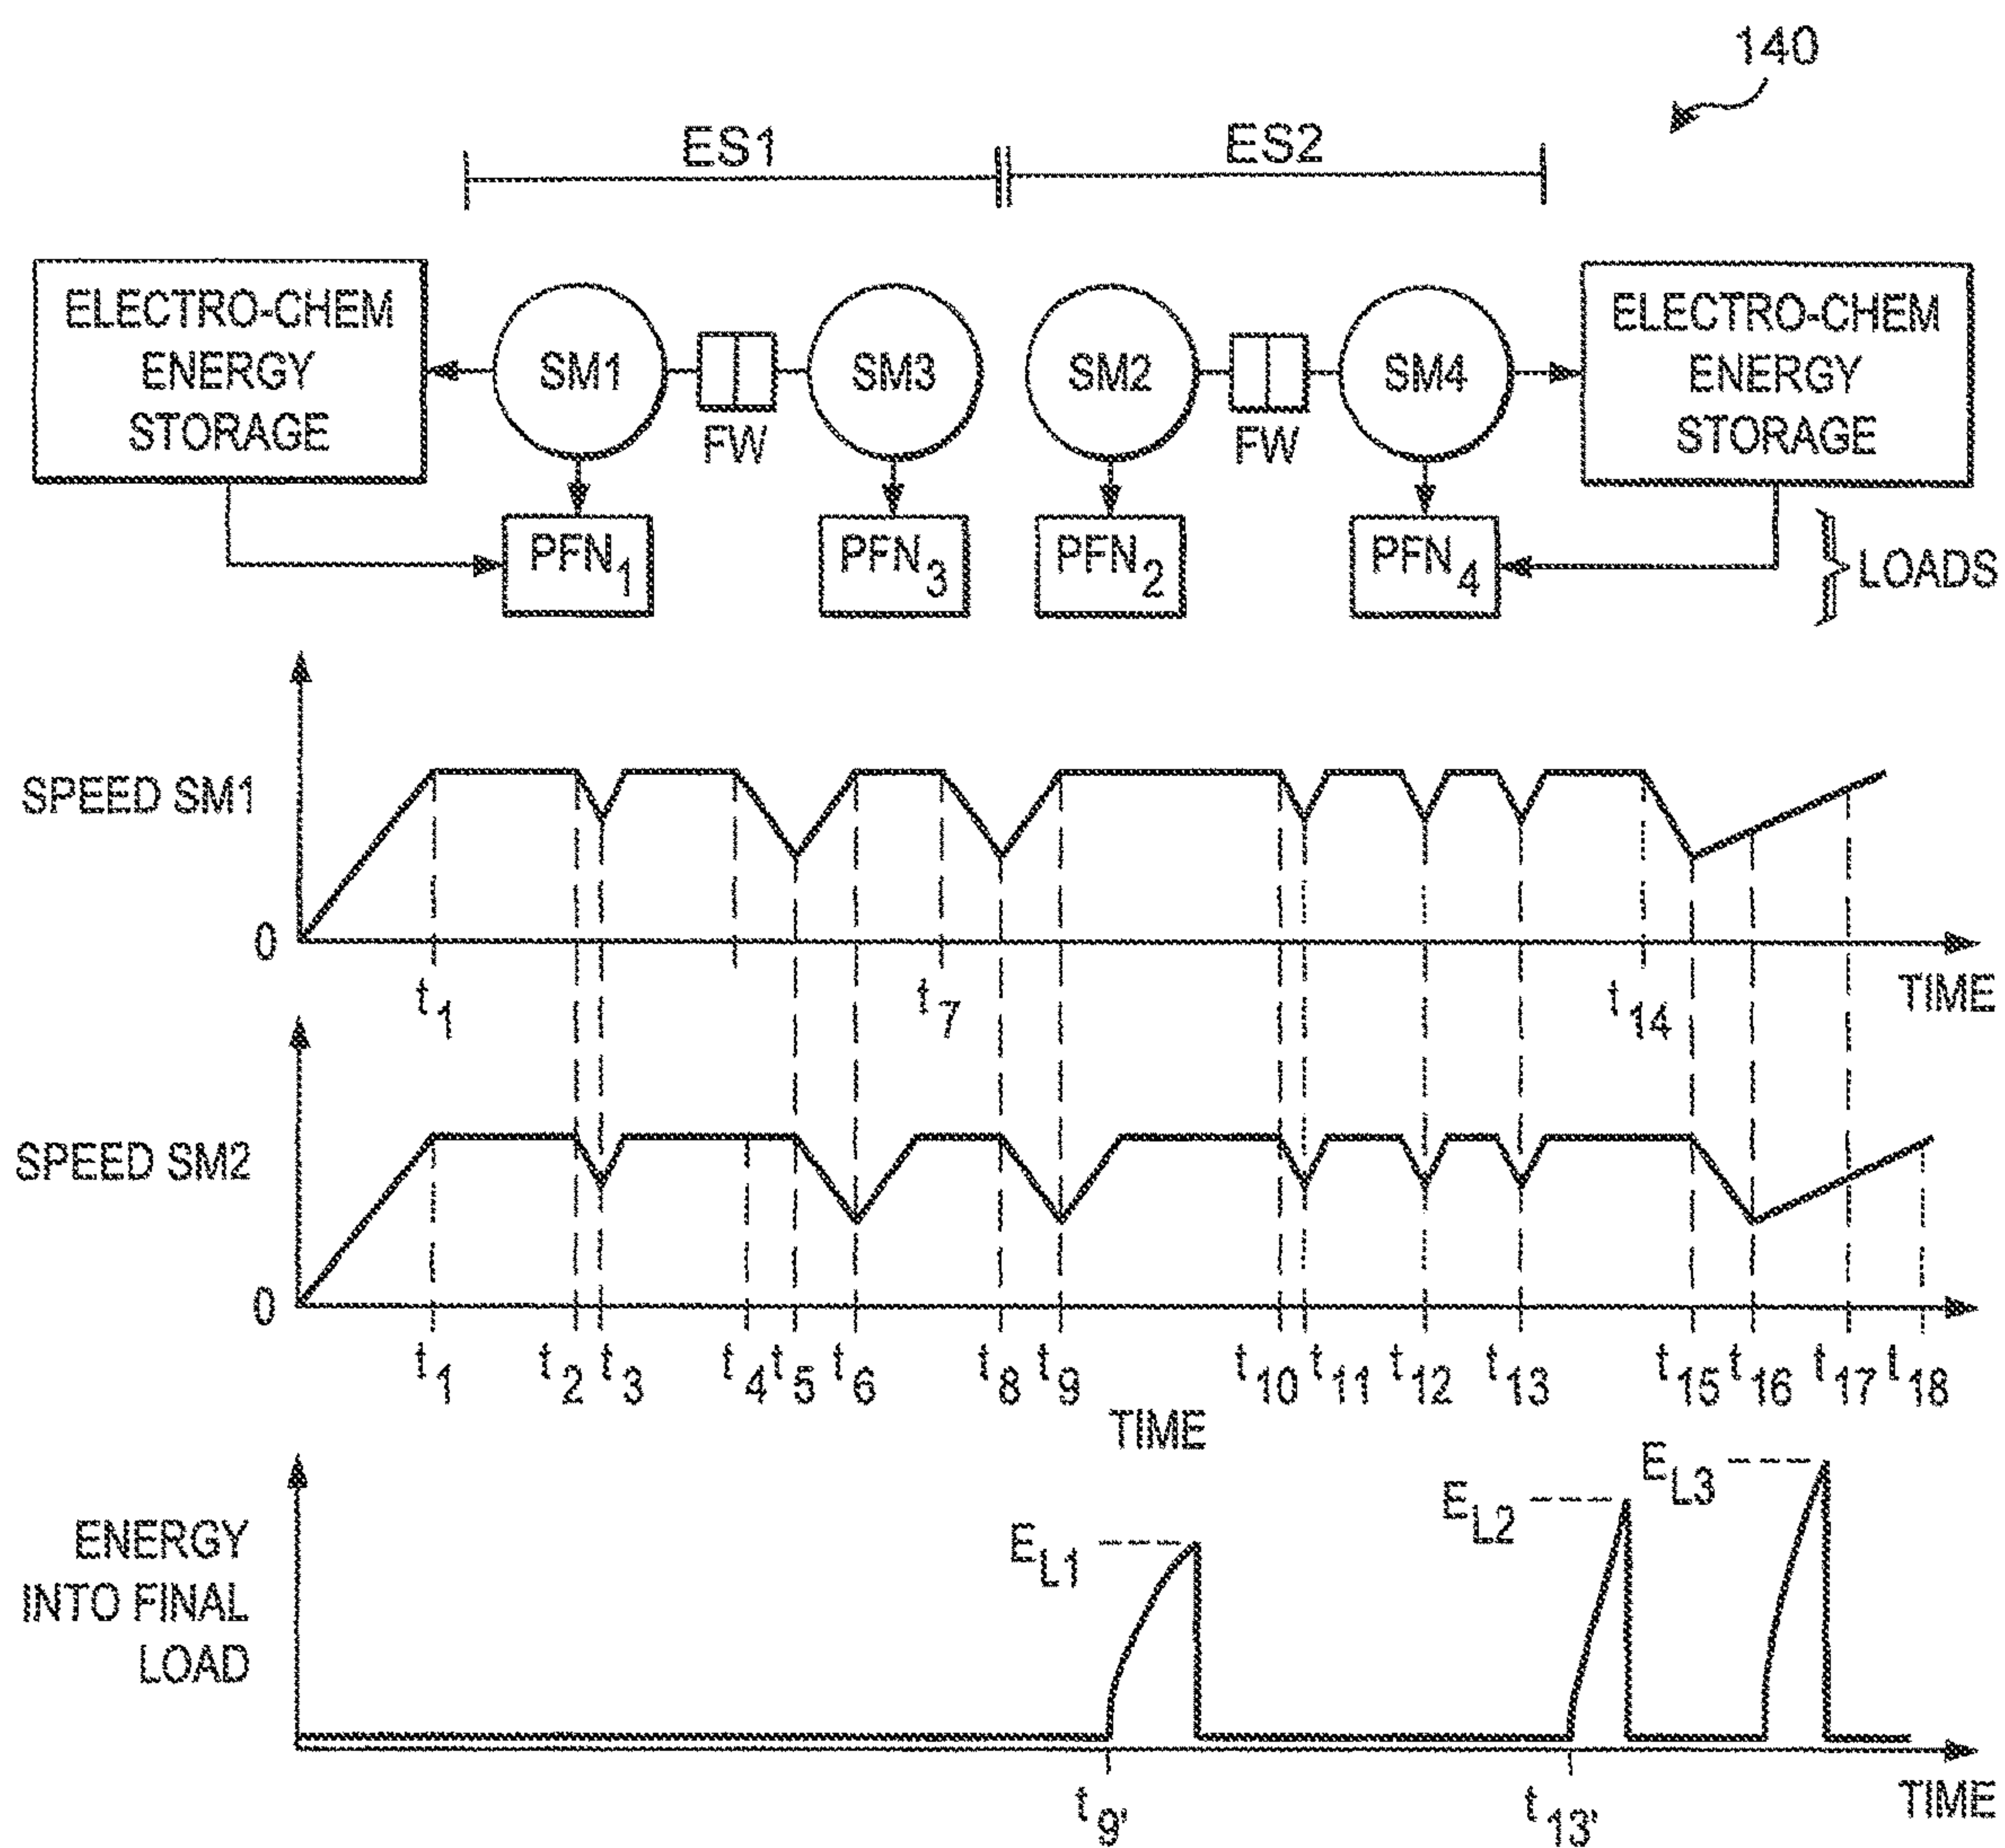 140
ES1 ES2
ELECTRO-CHEM ENERGY STORAGE
SM1
FW
SM3
SM2
FW
SM4
ELECTRO-CHEM ENERGY STORAGE
PFN1
PFN3
PFN2
PFN4
LOADS
SPEED SM1
0
t1 t7 t14 TIME
SPEED SM2
0
t1 t2 t3 t4 t5 t6 t8 t9 t10 t11 t12 t13 t15 t16 t17 t18
TIME
EL1 EL2 EL3
ENERGY
INTO FINAL
LOAD
t9' t13' TIME